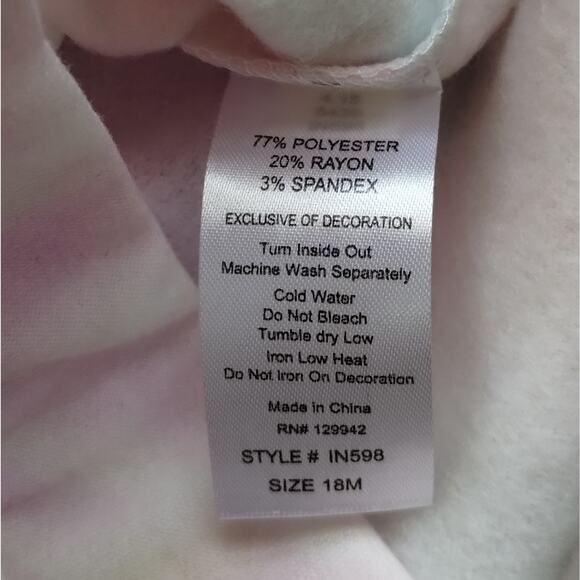 77% POLYESTER
20% RAYON
3% SPANDEX
EXCLUSIVE OF DECORATION
Turn Inside Out
Machine Wash Separately
Cold Water
Do Not Bleach
Tumble dry Low
Iron Low Heat
Do Not Iron On Decoration
Made in China
RN# 129942
STYLE # IN598
SIZE 18M